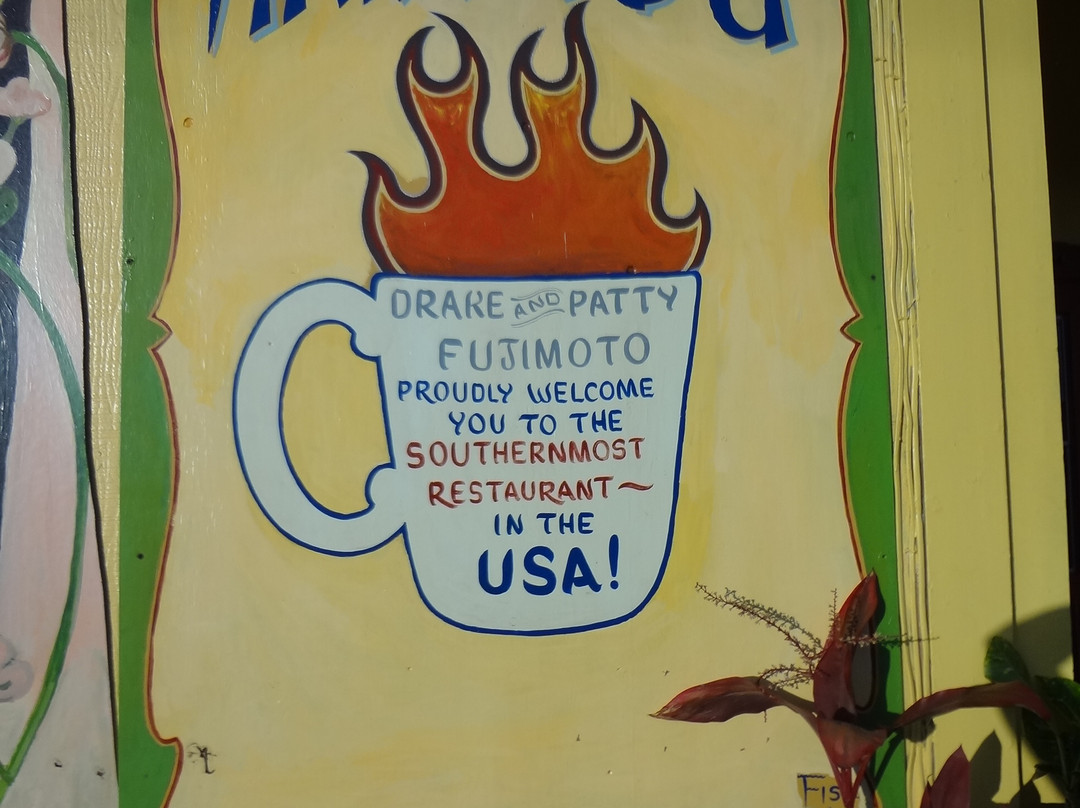 DRAKE AND PATTY
FUJIMOTO
PROUDLY WELCOME
YOU TO THE
SOUTHERNMOST
RESTAURANT~
IN THE
USA!